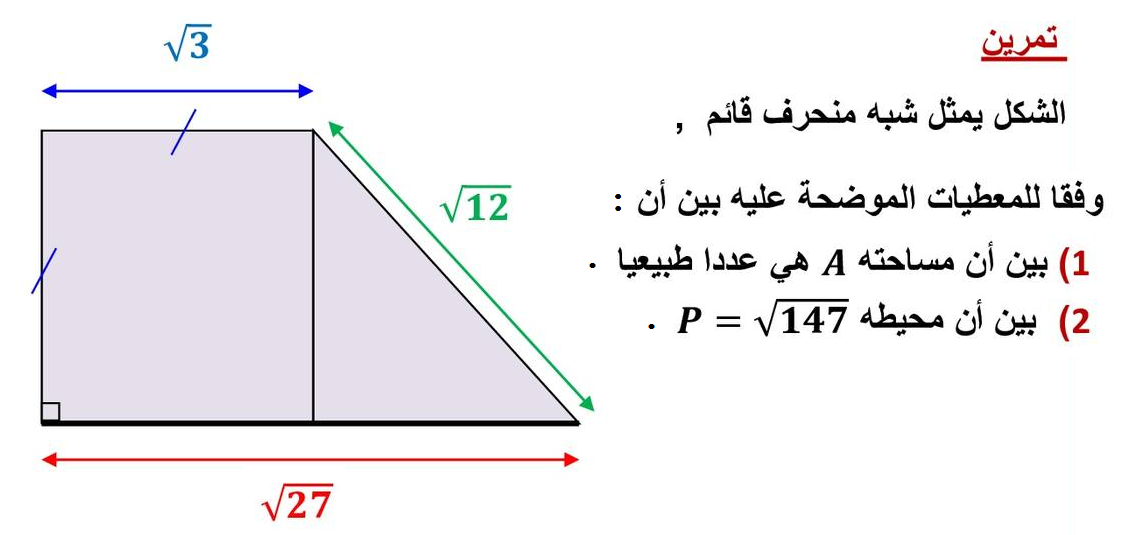 تمرين
الشكل يمثل شبه منحرف قائم ,
وفقا للمعطيات الموضحة عليه بين أن :
1) بين أن مساحته A هي عددا طبيعيا .
2) بين أن محيطه P = √147 .
√3
√12
√27